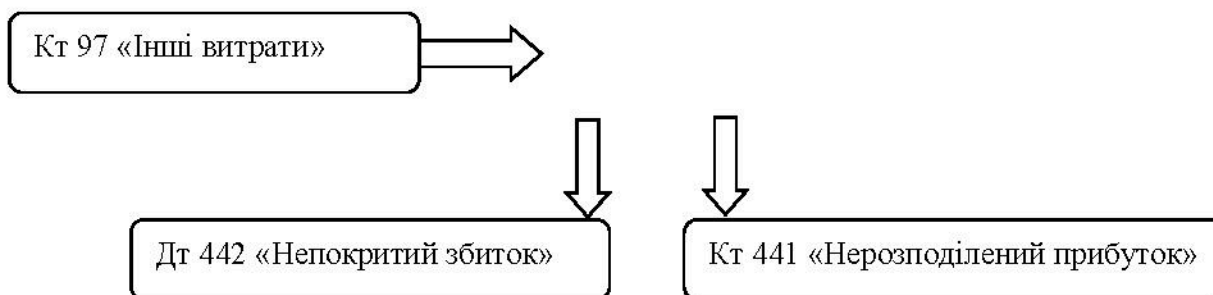 Кт 97 «Інші витрати»
Дт 442 «Непокритий збиток»
Кт 441 «Нерозподілений прибуток»